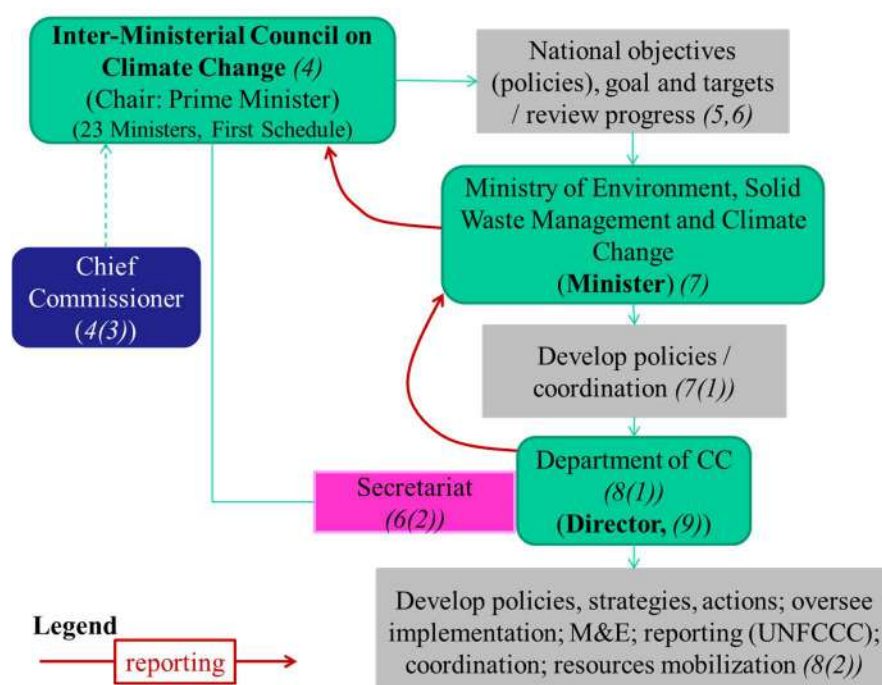 Inter-Ministerial Council on
Climate Change (4)
(Chair: Prime Minister)
(23 Ministers, First Schedule)
National objectives
(policies), goal and targets
/ review progress (5,6)
Ministry of Environment, Solid
Waste Management and Climate
Change
(Minister) (7)
Chief
Commissioner
(4(3))
Develop policies /
coordination (7(1))
Department of CC
(8(1))
(Director, (9))
Secretariat
(6(2))
Develop policies, strategies, actions; oversee
implementation; M&E; reporting (UNFCCC);
coordination; resources mobilization (8(2))
Legend
reporting